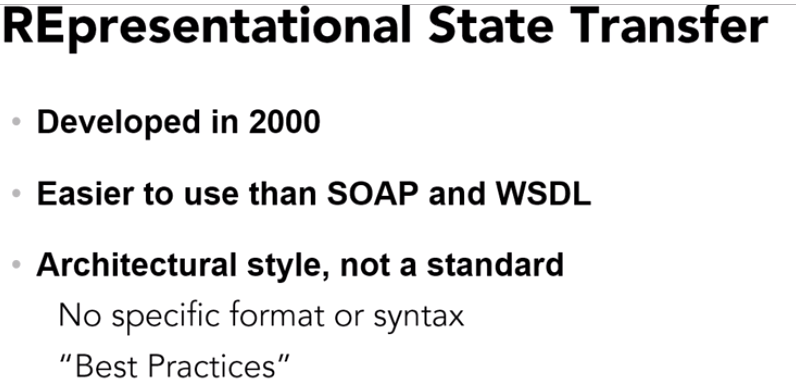 REpresentational State Transfer
• Developed in 2000
• Easier to use than SOAP and WSDL
• Architectural style, not a standard
No specific format or syntax
“Best Practices”